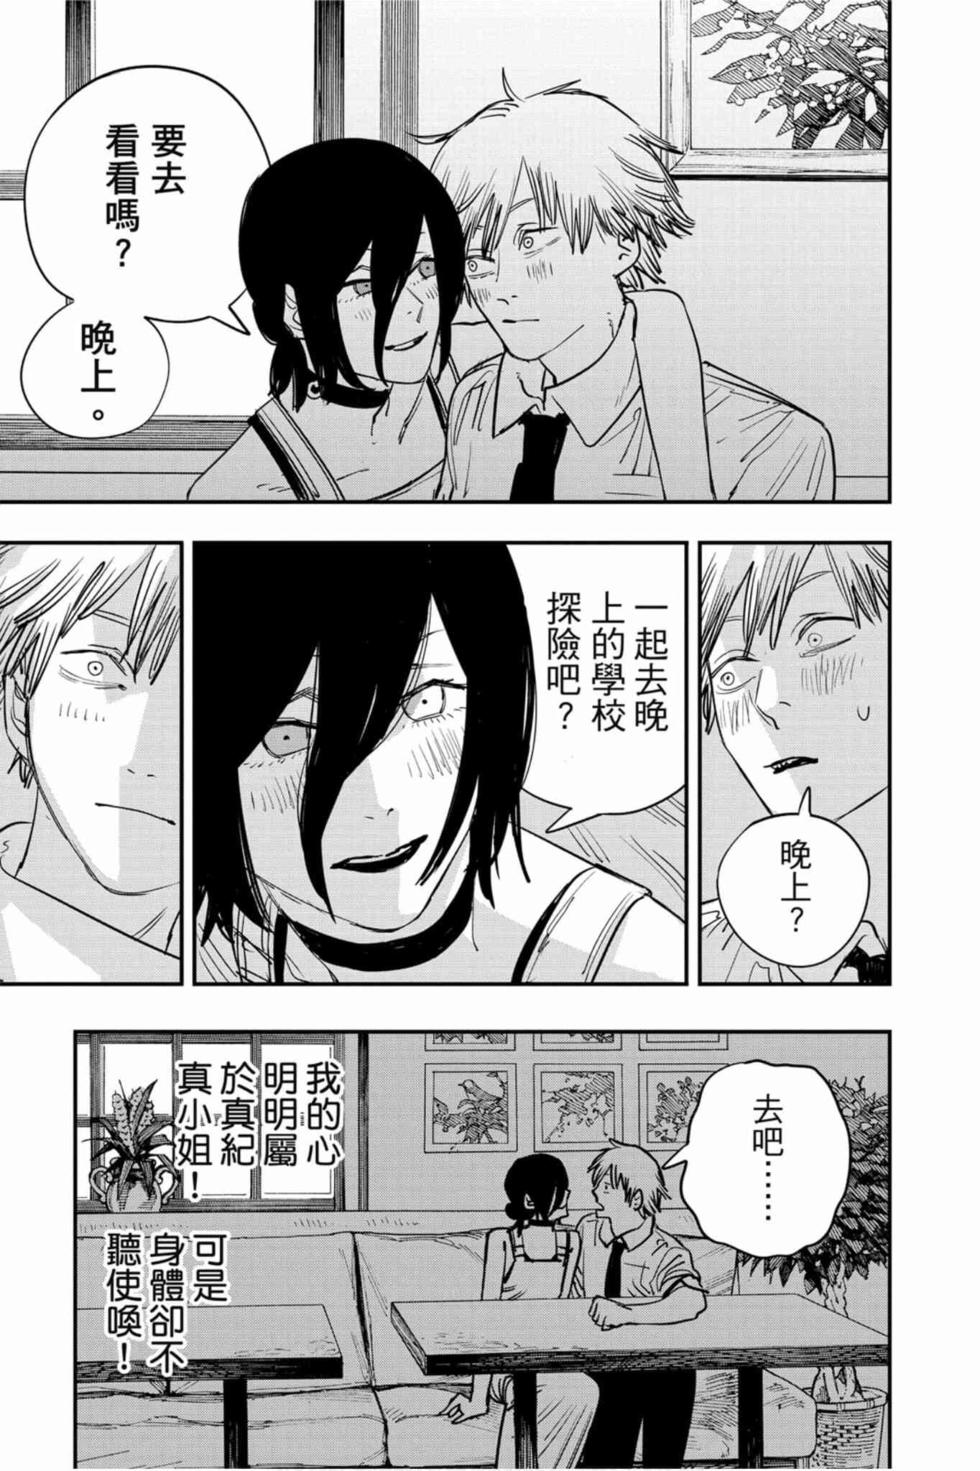 要去
看看嗎？
晚上。
晚上？
一起去晚
上的學校
探險吧？
去吧……
我的心
明明屬
於真紀
真小姐！
可是
身體卻不
聽使喚！